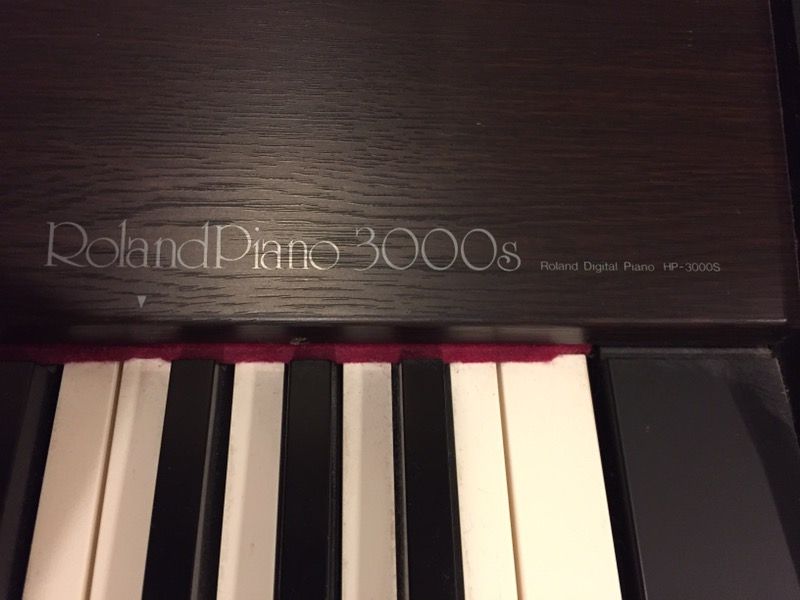 RolandPiano 3000s
Roland Digital Piano HP-3000S